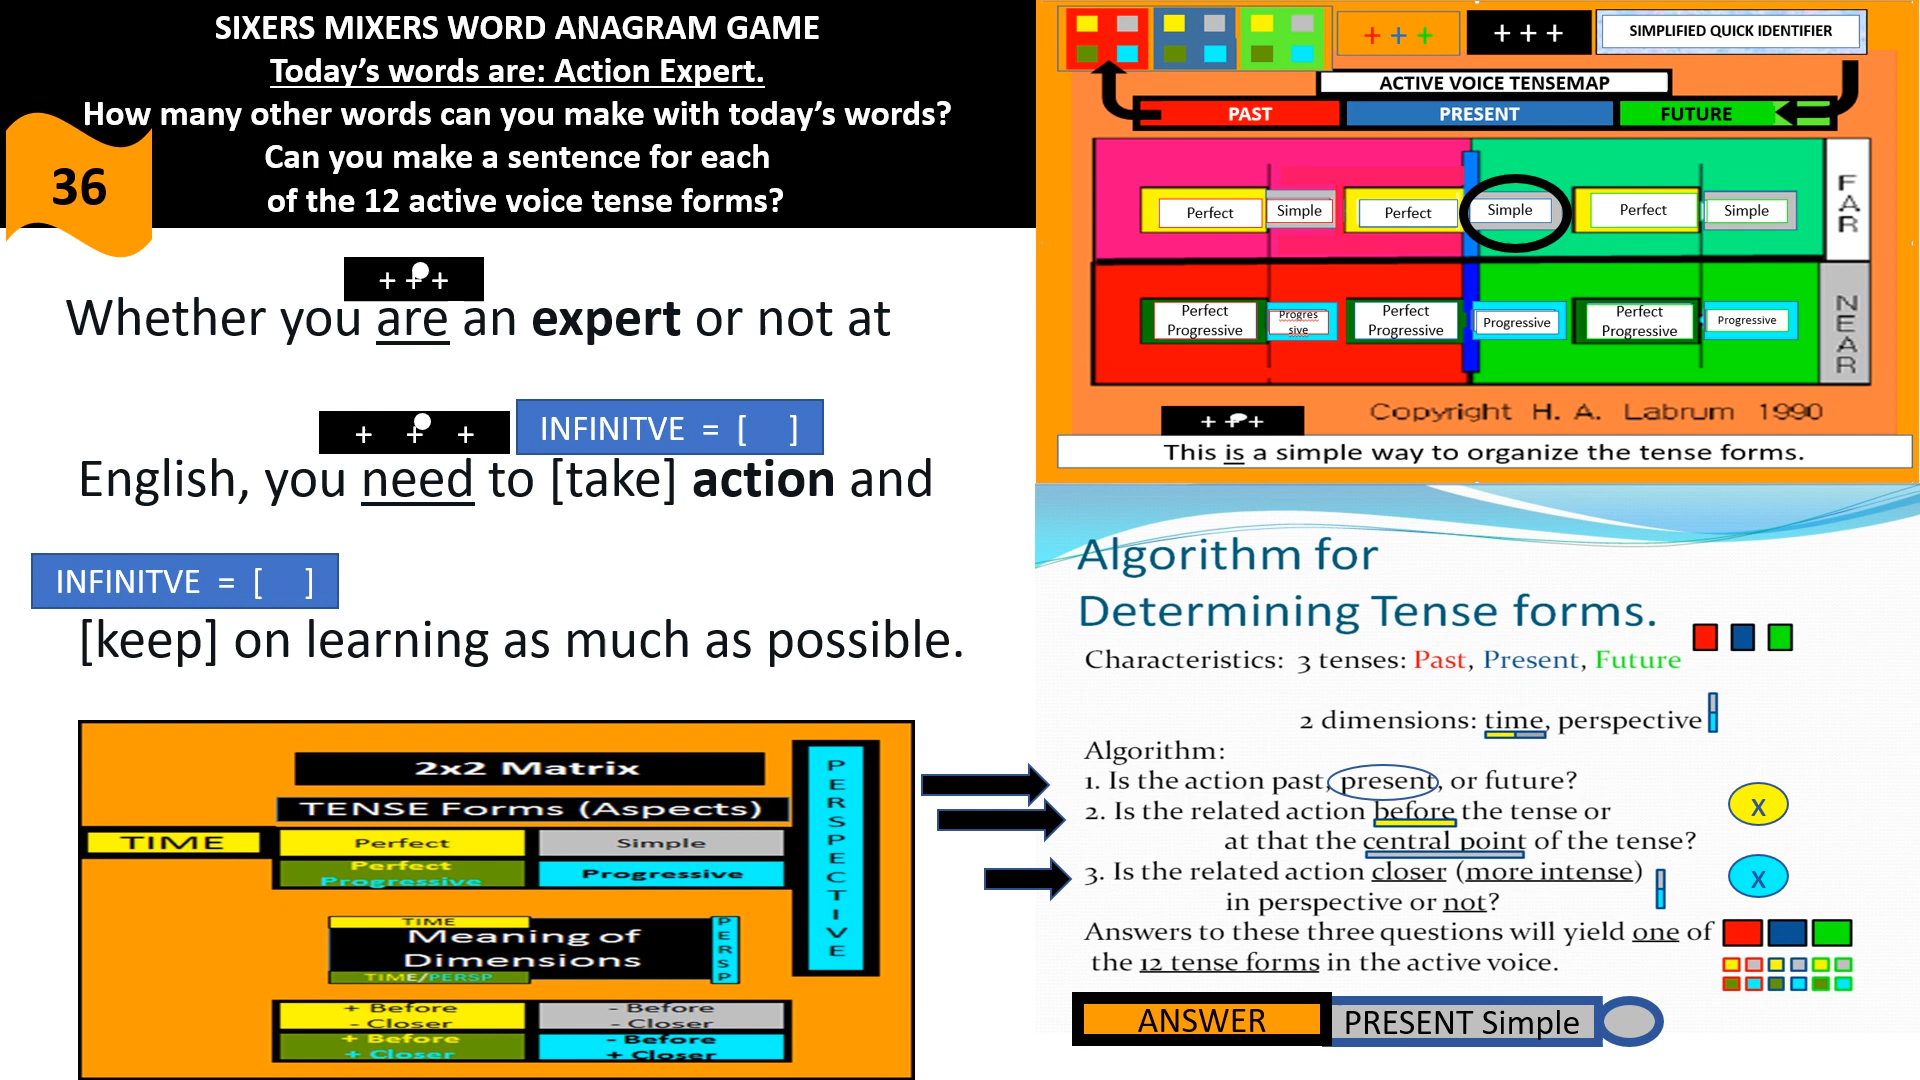 SIXERS MIXERS WORD ANAGRAM GAME
Today's words are: Action Expert.
How many other words can you make with today's words?
Can you make a sentence for each
of the 12 active voice tense forms?
36
+ + +
Whether you are an expert or not at
+ + +
INFINITVE = [ ]
English, you need to [take] action and
INFINITVE = [ ]
[keep] on learning as much as possible.
2x2 Matrix
TENSE Forms (Aspects)
TIME
Perfect
Simple
Perfect
Progressive
Progressive
PERSPECTIVE
TIME
Meaning of
Dimensions
TIME/PERSP
PERSP
+ Before
- Closer
- Before
- Closer
+ Before
+ Closer
- Before
+ Closer
+ + +
+ + +
SIMPLIFIED QUICK IDENTIFIER
ACTIVE VOICE TENSEMAP
PAST
PRESENT
FUTURE
Perfect
Simple
Perfect
Simple
Perfect
Simple
FAR
Perfect
Progressive
Progres
sive
Perfect
Progressive
Progressive
Perfect
Progressive
Progressive
NEAR
Copyright H. A. Labrum 1990
+ + +
This is a simple way to organize the tense forms.
Algorithm for
Determining Tense forms.
Characteristics: 3 tenses: Past, Present, Future
2 dimensions: time, perspective
Algorithm:
1. Is the action past, present, or future?
2. Is the related action before the tense or
at that the central point of the tense?
X
3. Is the related action closer (more intense)
in perspective or not?
X
Answers to these three questions will yield one of
the 12 tense forms in the active voice.
ANSWER
PRESENT Simple